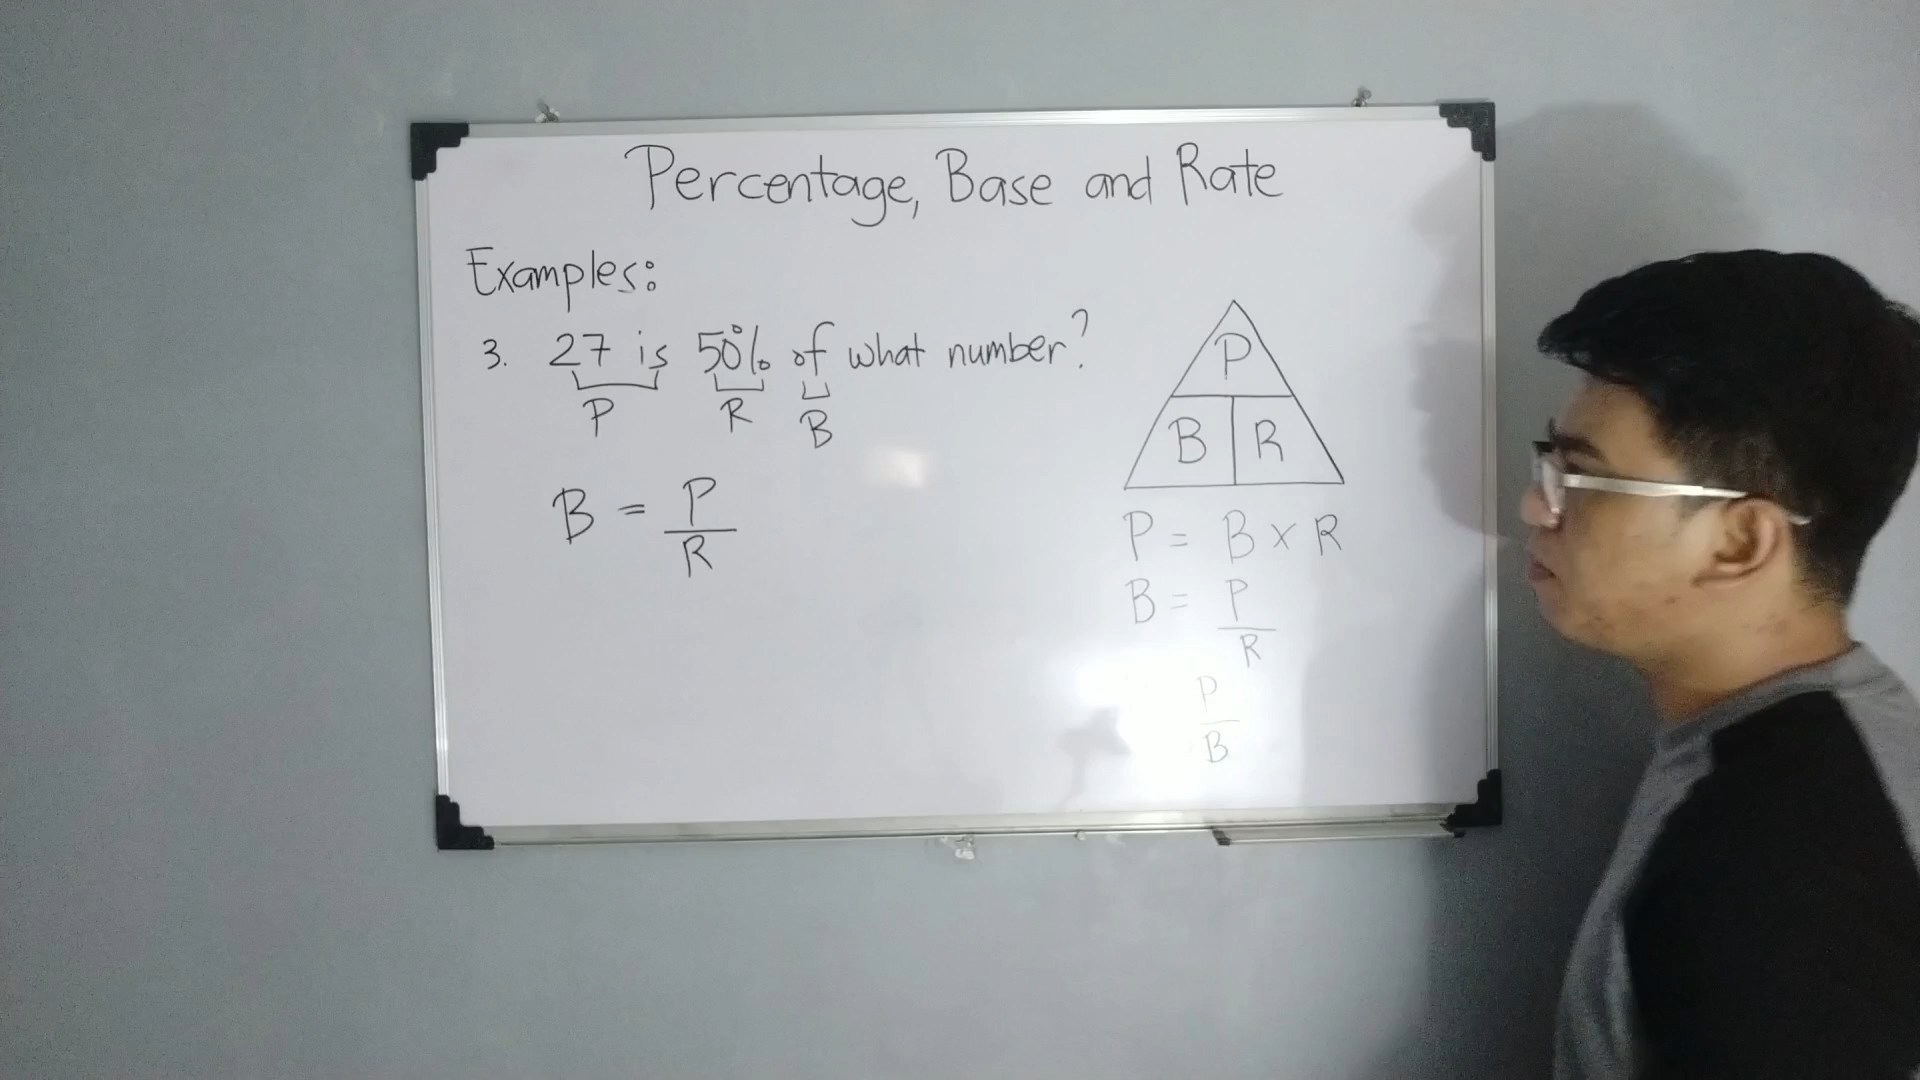 Percentage, Base and Rate
Examples:
3. 27 is 50% of what number?
P R B
B = P
R
P
B R
P = B × R
B = P
R
P
B